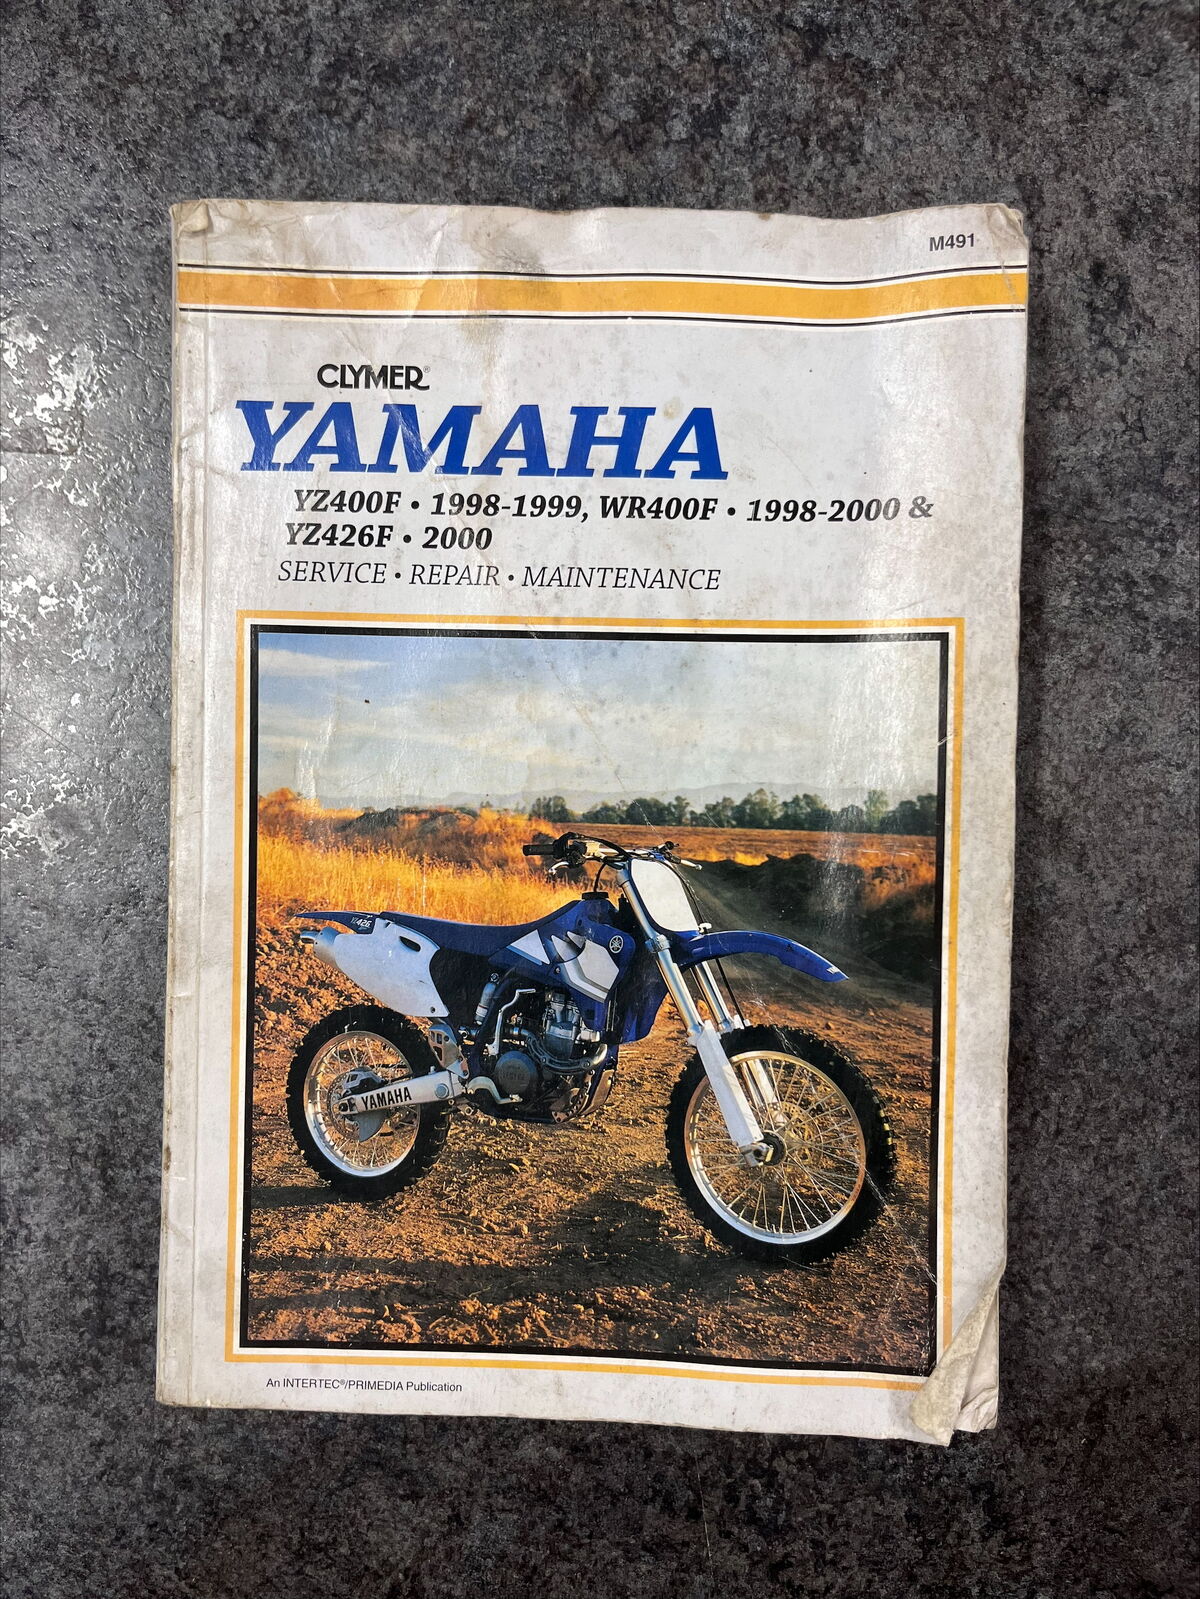 M491
CLYMER®
YAMAHA
YZ400F • 1998-1999, WR400F • 1998-2000 &
YZ426F • 2000
SERVICE • REPAIR • MAINTENANCE
YZ426
YAMAHA
An INTERTEC®/PRIMEDIA Publication